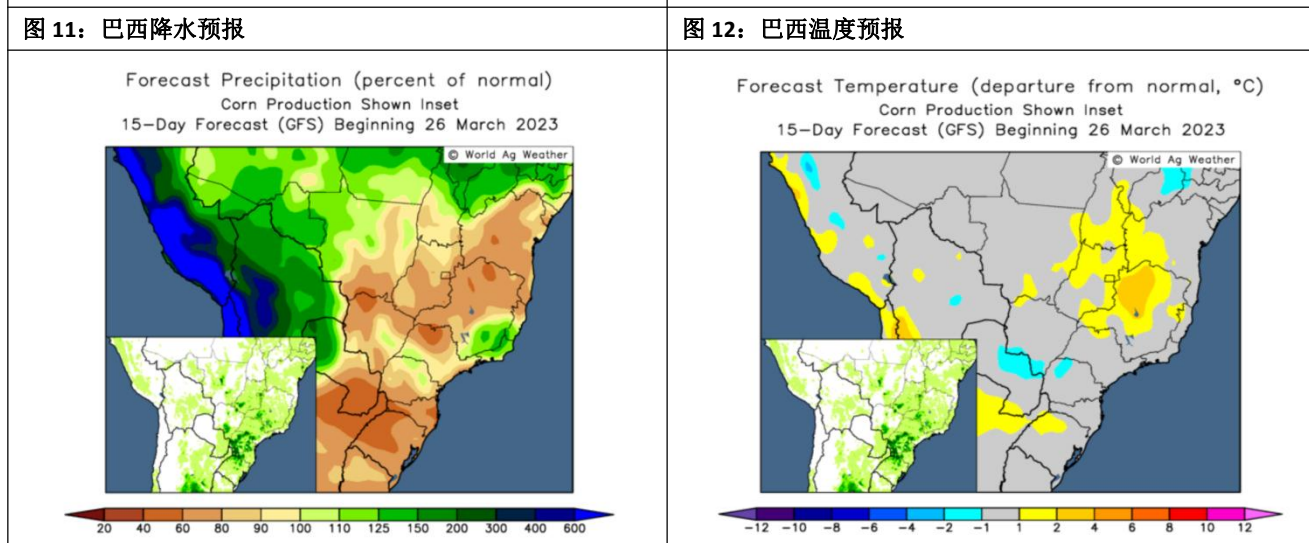 图 11：巴西降水预报
Forecast Precipitation (percent of normal)
Corn Production Shown Inset
15-Day Forecast (GFS) Beginning 26 March 2023
© World Ag Weather
20 40 60 80 90 100 110 125 150 200 300 400 600
图 12：巴西温度预报
Forecast Temperature (departure from normal, °C)
Corn Production Shown Inset
15-Day Forecast (GFS) Beginning 26 March 2023
© World Ag Weather
-12 -10 -8 -6 -4 -2 -1 1 2 4 6 8 10 12